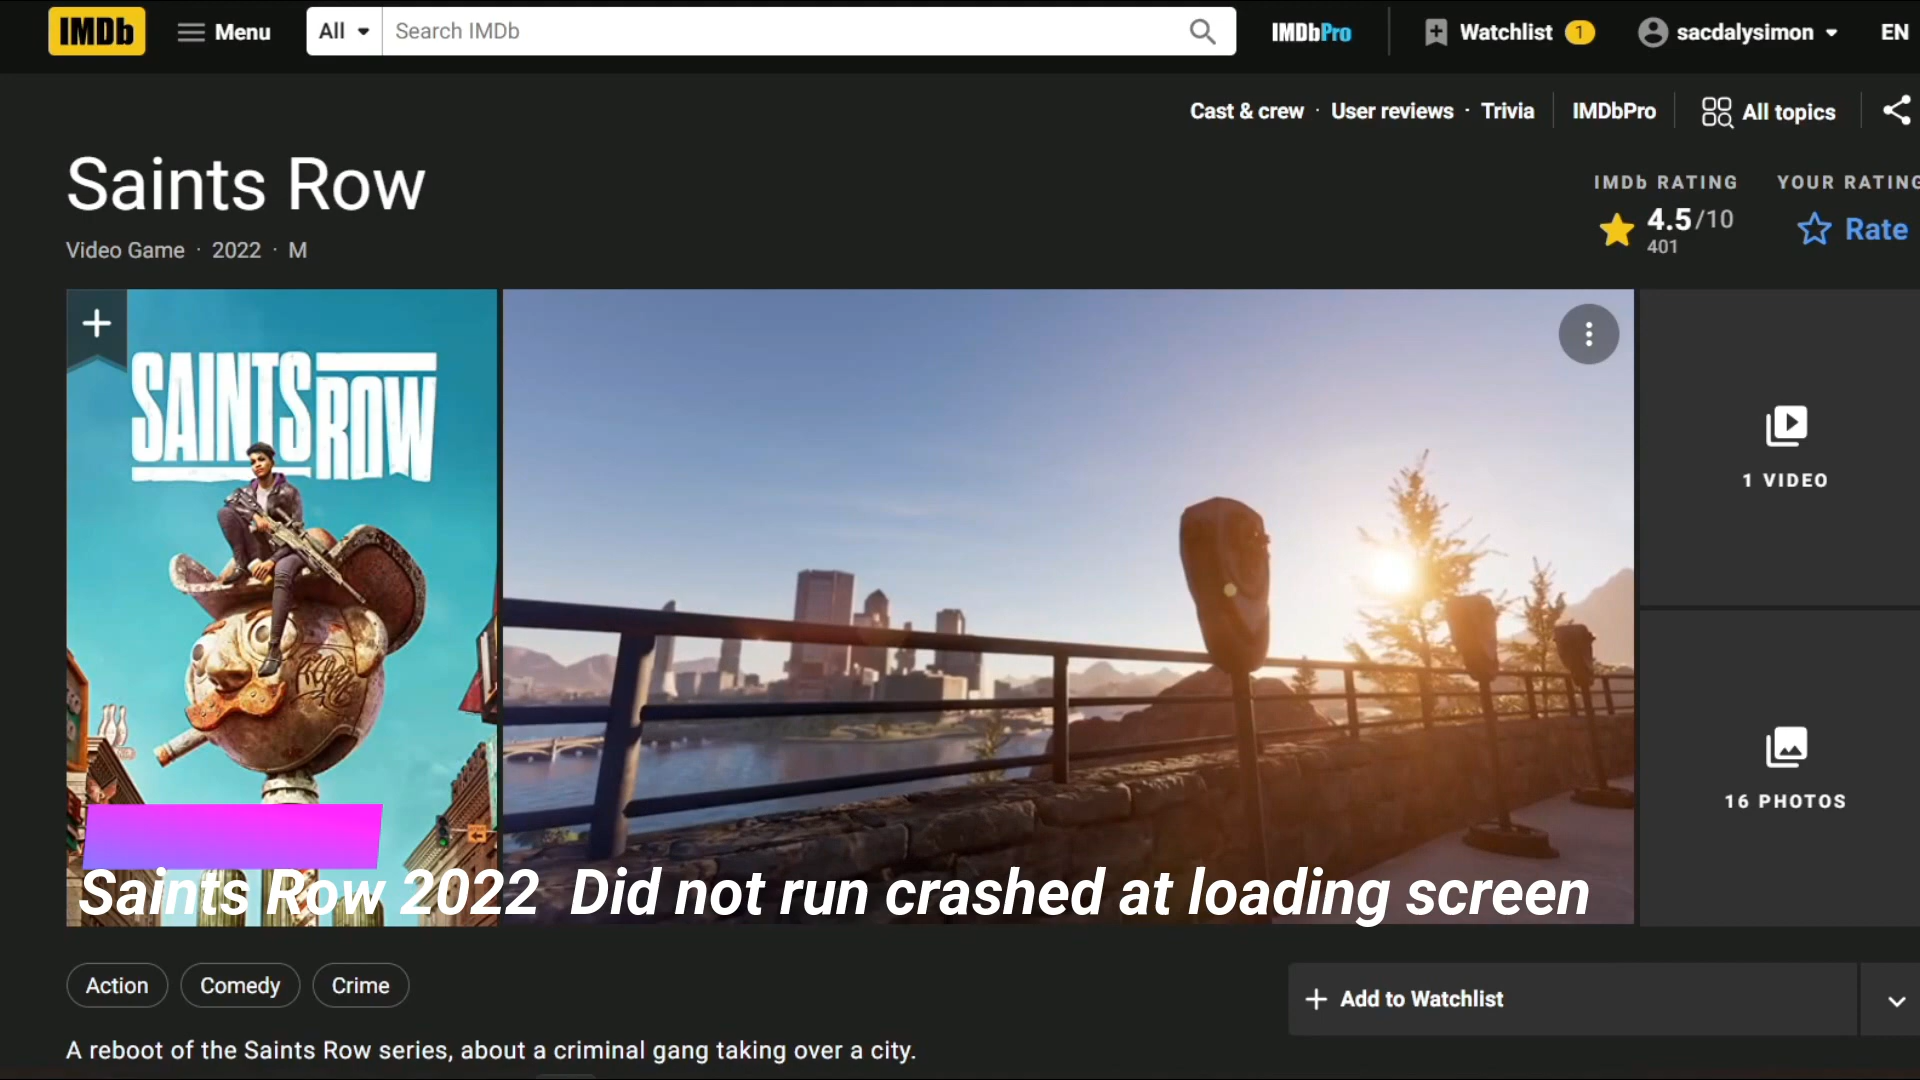 IMDb
Menu
All
Search IMDb
IMDbPro
Watchlist 1
sacdalysimon
EN
Cast & crew · User reviews · Trivia
IMDbPro
All topics
Saints Row
Video Game · 2022 · M
IMDb RATING
4.5/10
401
YOUR RATING
Rate
SAINTS ROW
1 VIDEO
16 PHOTOS
Saints Row 2022 Did not run crashed at loading screen
Action
Comedy
Crime
Add to Watchlist
A reboot of the Saints Row series, about a criminal gang taking over a city.